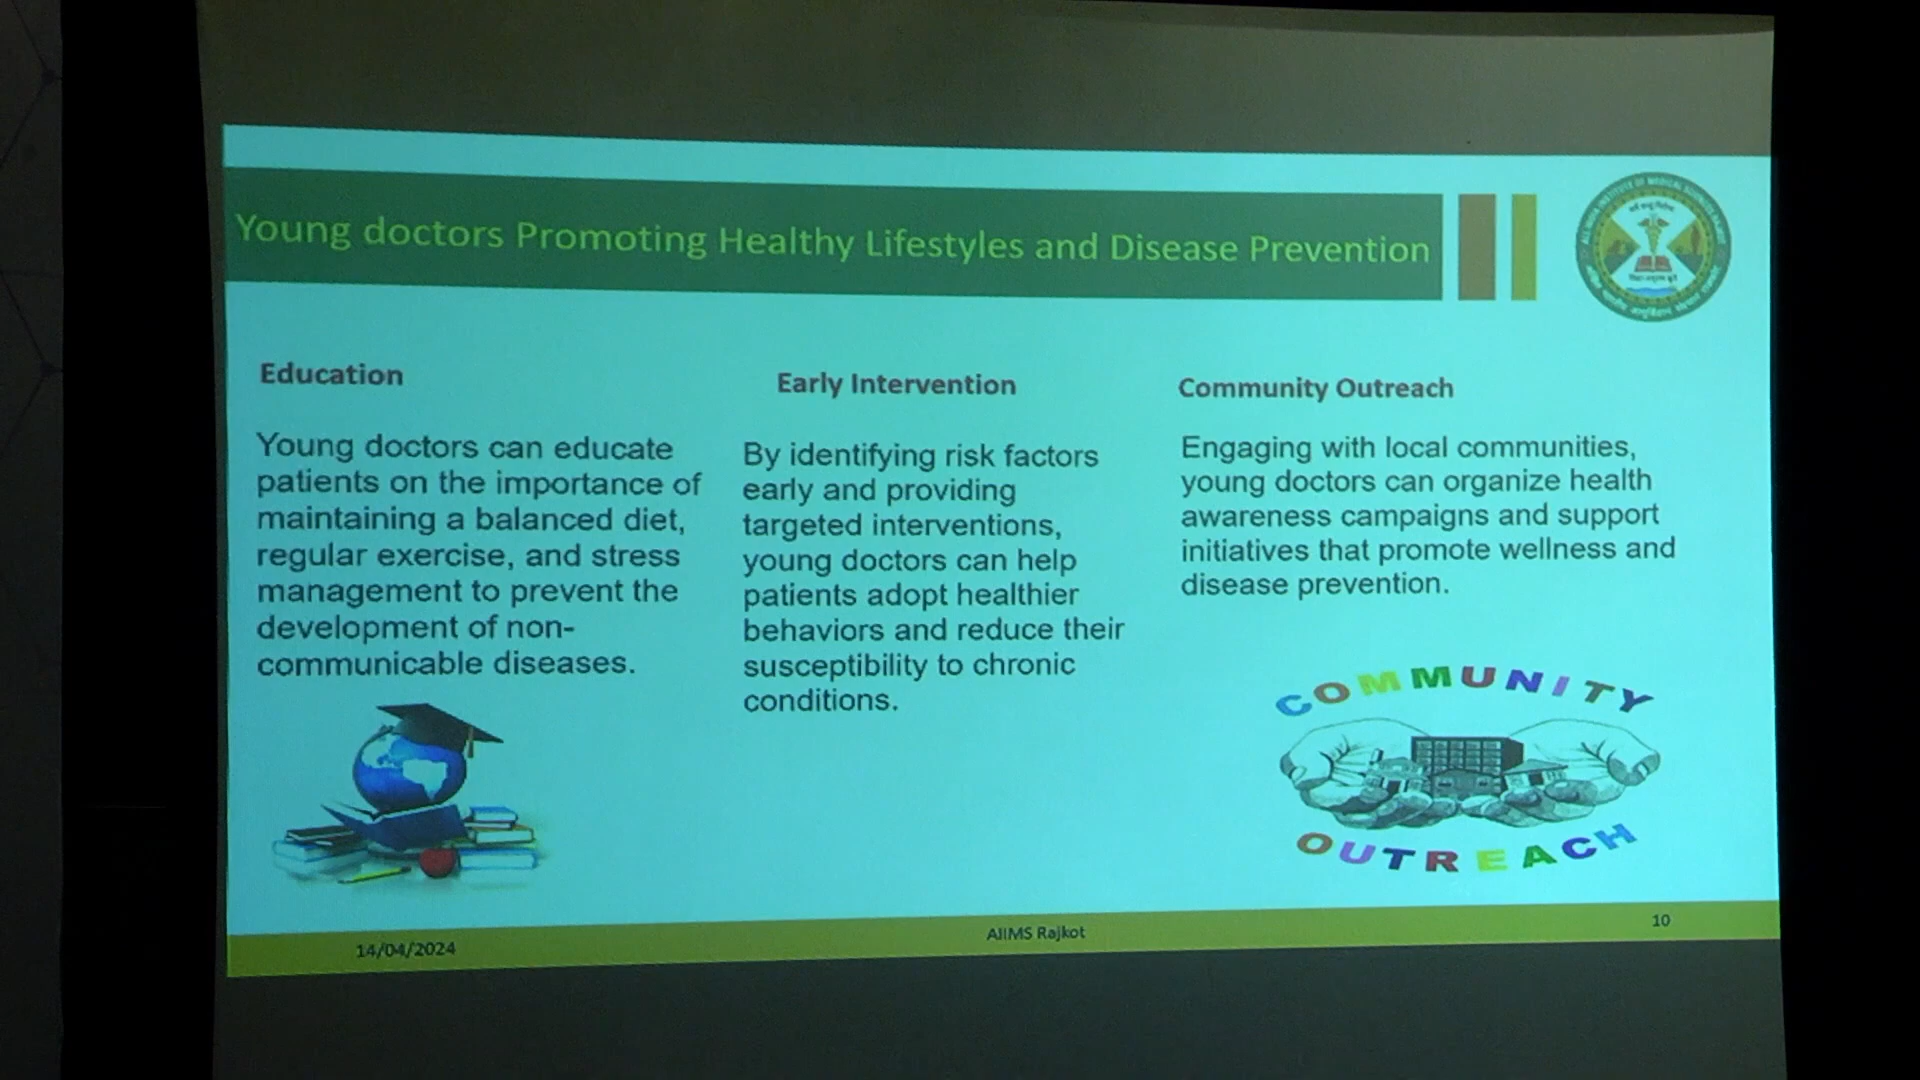 Young doctors Promoting Healthy Lifestyles and Disease Prevention
Education
Young doctors can educate
patients on the importance of
maintaining a balanced diet,
regular exercise, and stress
management to prevent the
development of non-
communicable diseases.
Early Intervention
By identifying risk factors
early and providing
targeted interventions,
young doctors can help
patients adopt healthier
behaviors and reduce their
susceptibility to chronic
conditions.
Community Outreach
Engaging with local communities,
young doctors can organize health
awareness campaigns and support
initiatives that promote wellness and
disease prevention.
COMMUNITY
OUTREACH
14/04/2024
AIIMS Rajkot
10